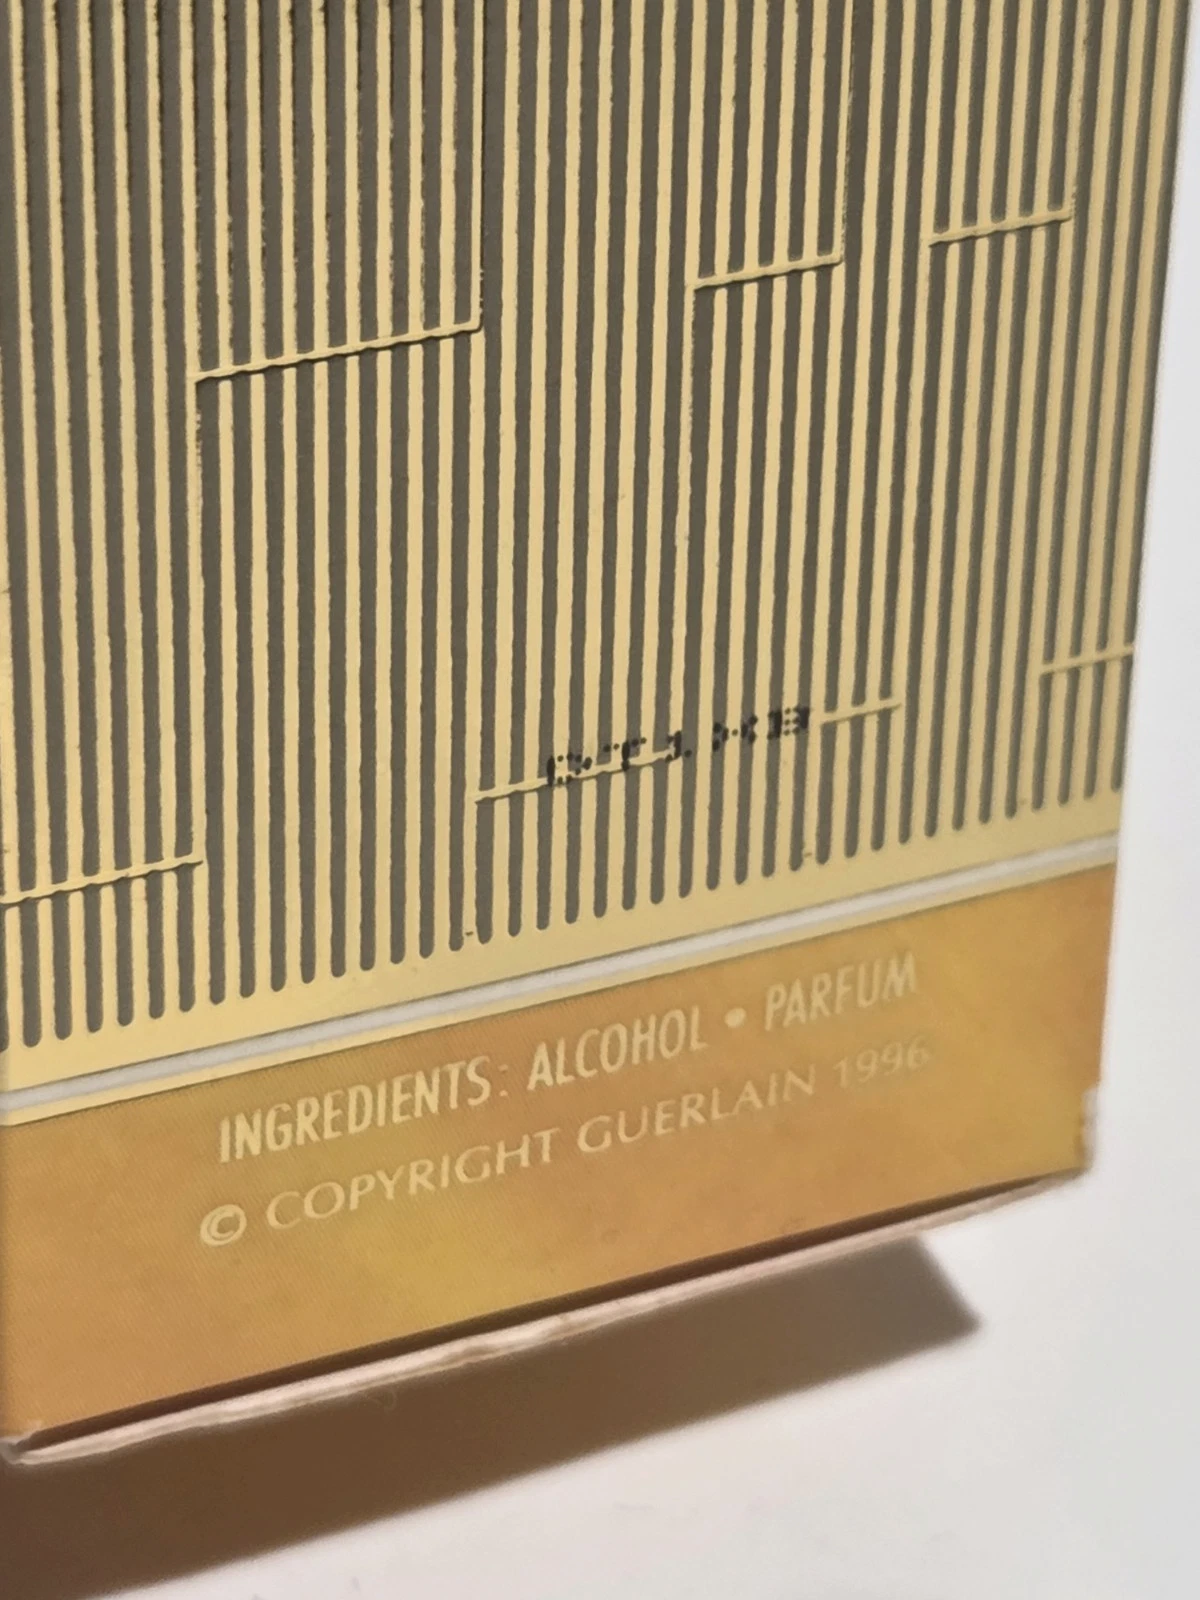 INGREDIENTS: ALCOHOL • PARFUM
© COPYRIGHT GUERLAIN 1996